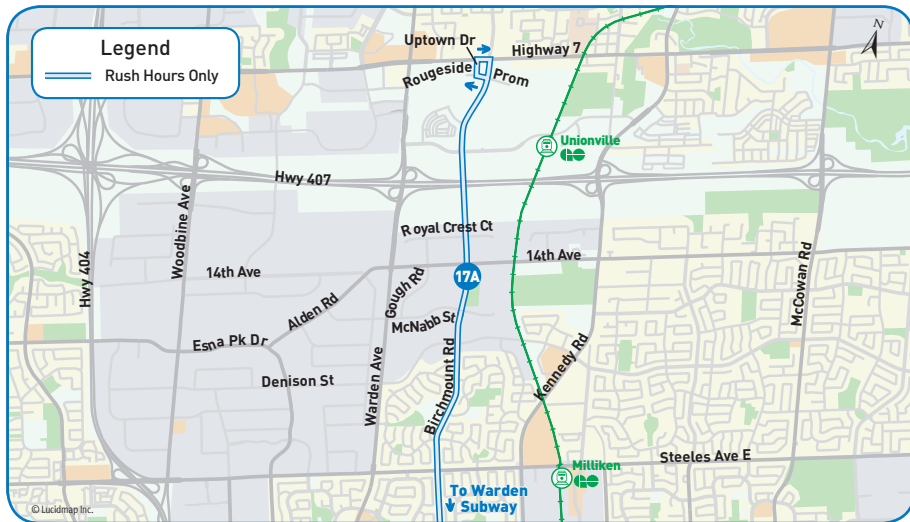 Legend
Rush Hours Only
Uptown Dr
Highway 7
N
Rougeside
Prom
Unionville
Hwy 407
Woodbine Ave
Royal Crest Ct
Hwy 404
14th Ave
14th Ave
17A
Gough Rd
McCowan Rd
Alden Rd
McNabb St
Esna Pk Dr
Warden Ave
Birchmount Rd
Kennedy Rd
Denison St
Steeles Ave E
Milliken
To Warden
Subway
© Lucidmap Inc.